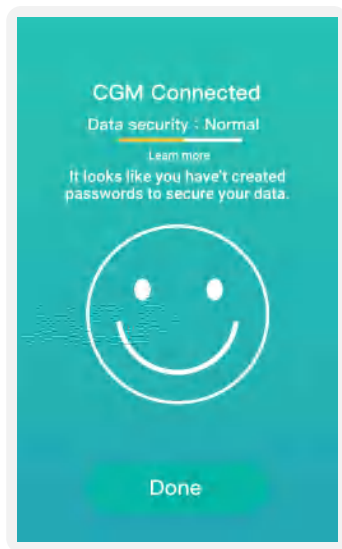 CGM Connected
Data security : Normal
Learn more
It looks like you have't created
passwords to secure your data.
Done